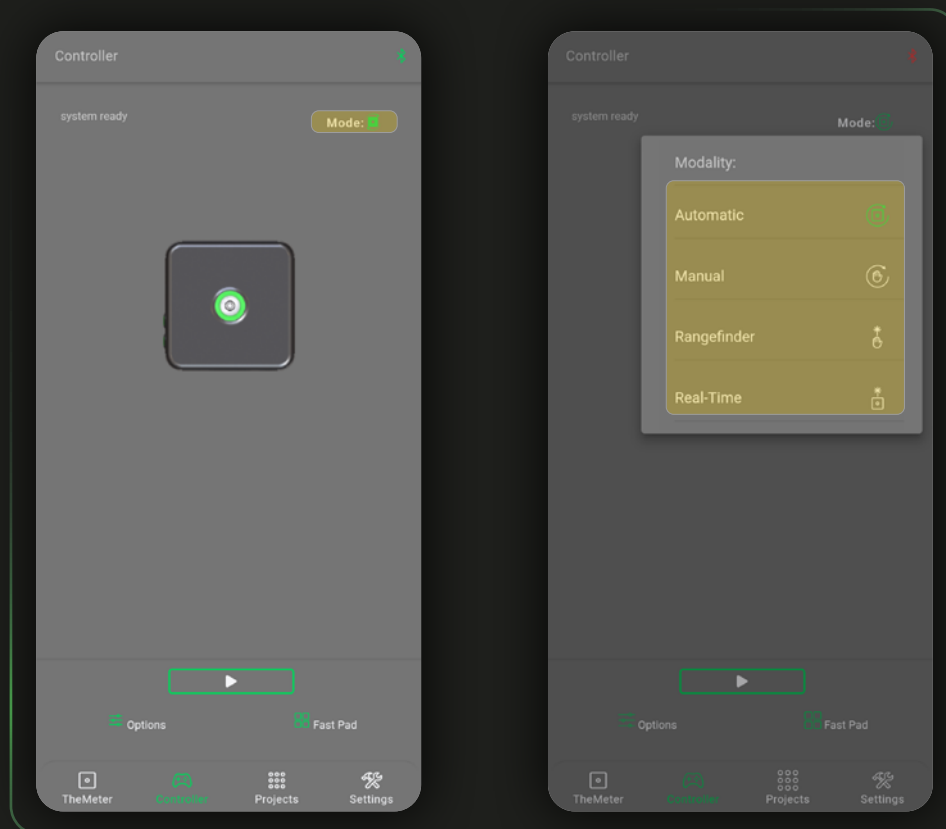 Controller
system ready
Mode:
Options
Fast Pad
TheMeter
Controller
Projects
Settings
Controller
system ready
Mode:
Modality:
Automatic
Manual
Rangefinder
Real-Time
Options
Fast Pad
TheMeter
Controller
Projects
Settings